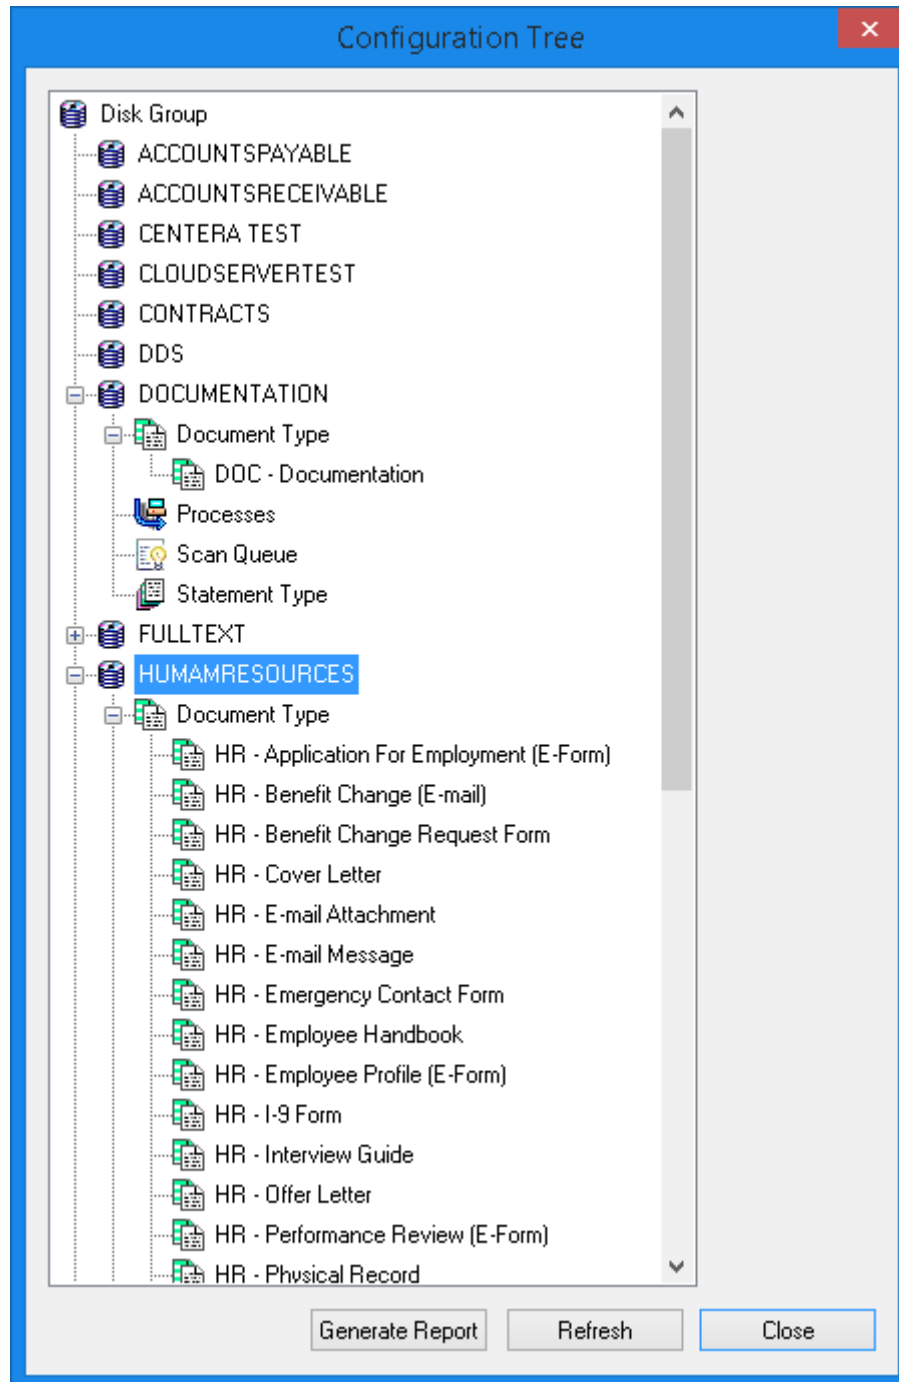 Configuration Tree
Disk Group
ACCOUNTSPAYABLE
ACCOUNTSRECEIVABLE
CENTERA TEST
CLOUDSERVERTEST
CONTRACTS
DDS
DOCUMENTATION
Document Type
DOC - Documentation
Processes
Scan Queue
Statement Type
FULLTEXT
HUMAMRESOURCES
Document Type
HR - Application For Employment (E-Form)
HR - Benefit Change (E-mail)
HR - Benefit Change Request Form
HR - Cover Letter
HR - E-mail Attachment
HR - E-mail Message
HR - Emergency Contact Form
HR - Employee Handbook
HR - Employee Profile (E-Form)
HR - I-9 Form
HR - Interview Guide
HR - Offer Letter
HR - Performance Review (E-Form)
HR - Physical Record
Generate Report Refresh Close